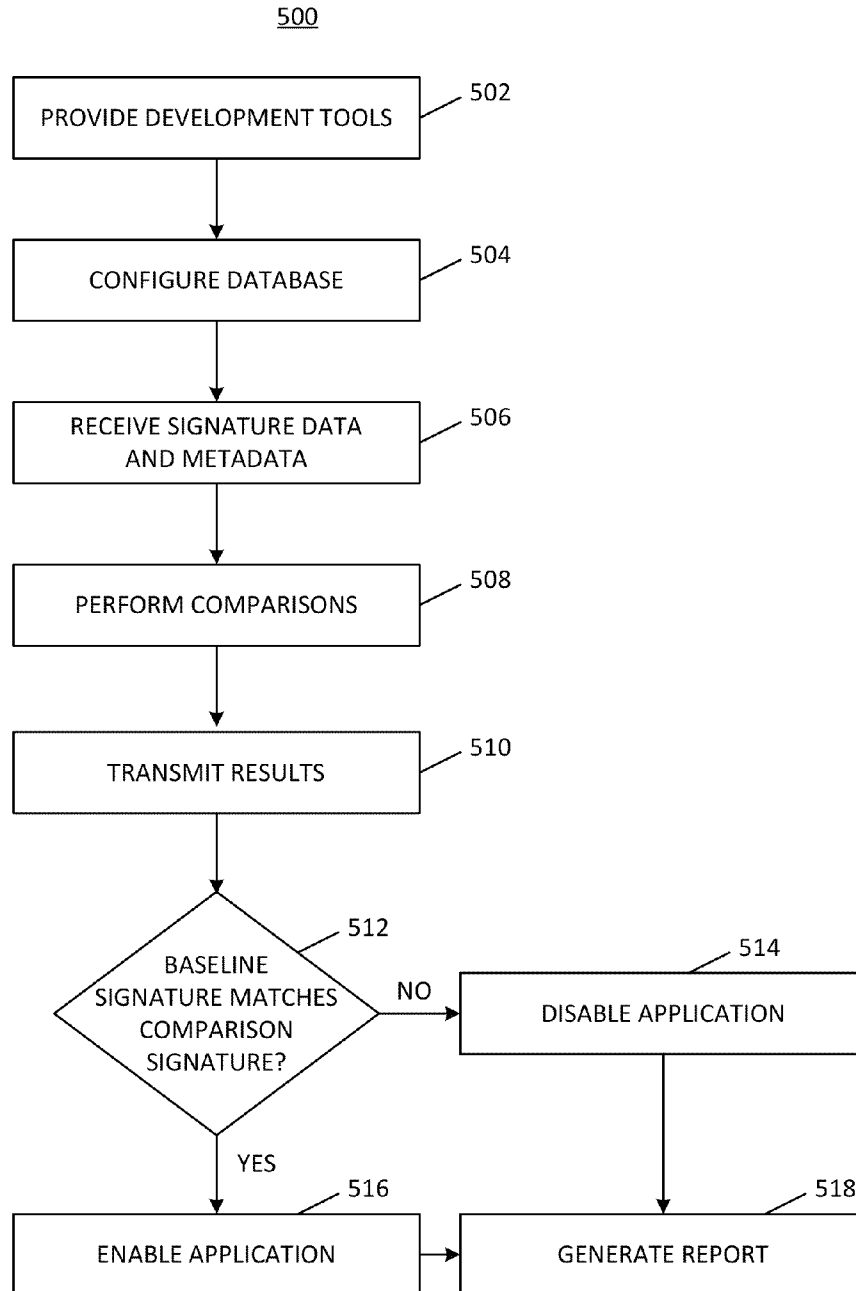 500
PROVIDE DEVELOPMENT TOOLS
502
CONFIGURE DATABASE
504
RECEIVE SIGNATURE DATA
AND METADATA
506
PERFORM COMPARISONS
508
TRANSMIT RESULTS
510
BASELINE
SIGNATURE MATCHES
COMPARISON
SIGNATURE?
512
NO
DISABLE APPLICATION
514
YES
ENABLE APPLICATION
516
GENERATE REPORT
518